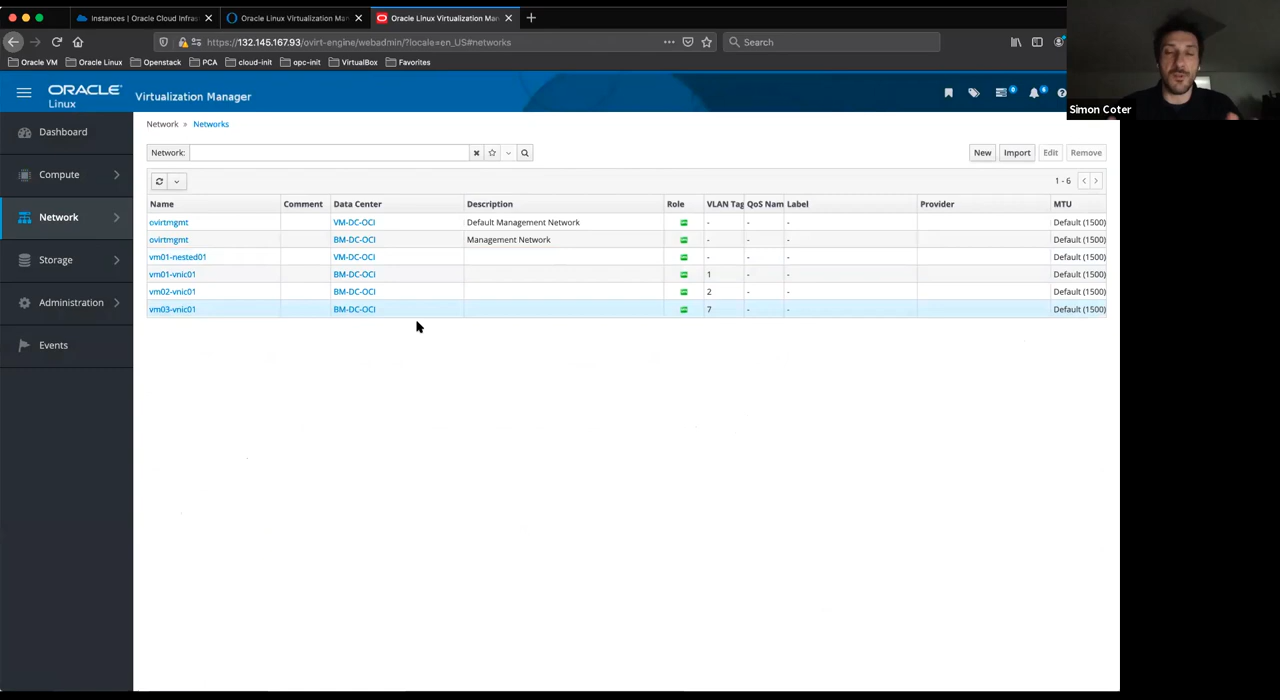 Instances | Oracle Cloud Infras
Oracle Linux Virtualization Man
Oracle Linux Virtualization Man
https://132.145.167.93/ovirt-engine/webadmin/?locale=en_US#networks
Search
Oracle VM
Oracle Linux
Openstack
PCA
cloud-init
opc-init
VirtualBox
Favorites
ORACLE
Linux
Virtualization Manager
0
6
Simon Coter
Dashboard
Compute
Network
Storage
Administration
Events
Network » Networks
Network:
New
Import
Edit
Remove
1 - 6
Name Comment Data Center Description Role VLAN Tag QoS Nam Label Provider MTU
ovirtmgmt VM-DC-OCI Default Management Network - - - Default (1500)
ovirtmgmt BM-DC-OCI Management Network - - - Default (1500)
vm01-nested01 VM-DC-OCI - - - Default (1500)
vm01-vnic01 BM-DC-OCI 1 - - Default (1500)
vm02-vnic01 BM-DC-OCI 2 - - Default (1500)
vm03-vnic01 BM-DC-OCI 7 - - Default (1500)